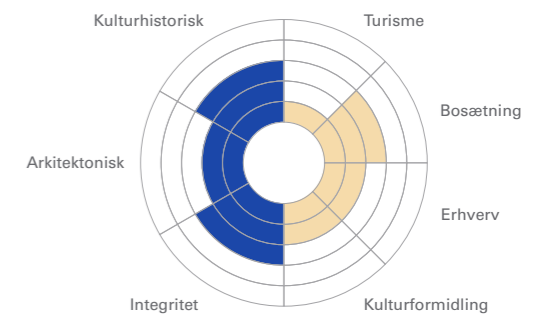 Kulturhistorisk
Turisme
Bosætning
Arkitektonisk
Erhverv
Integritet
Kulturformidling